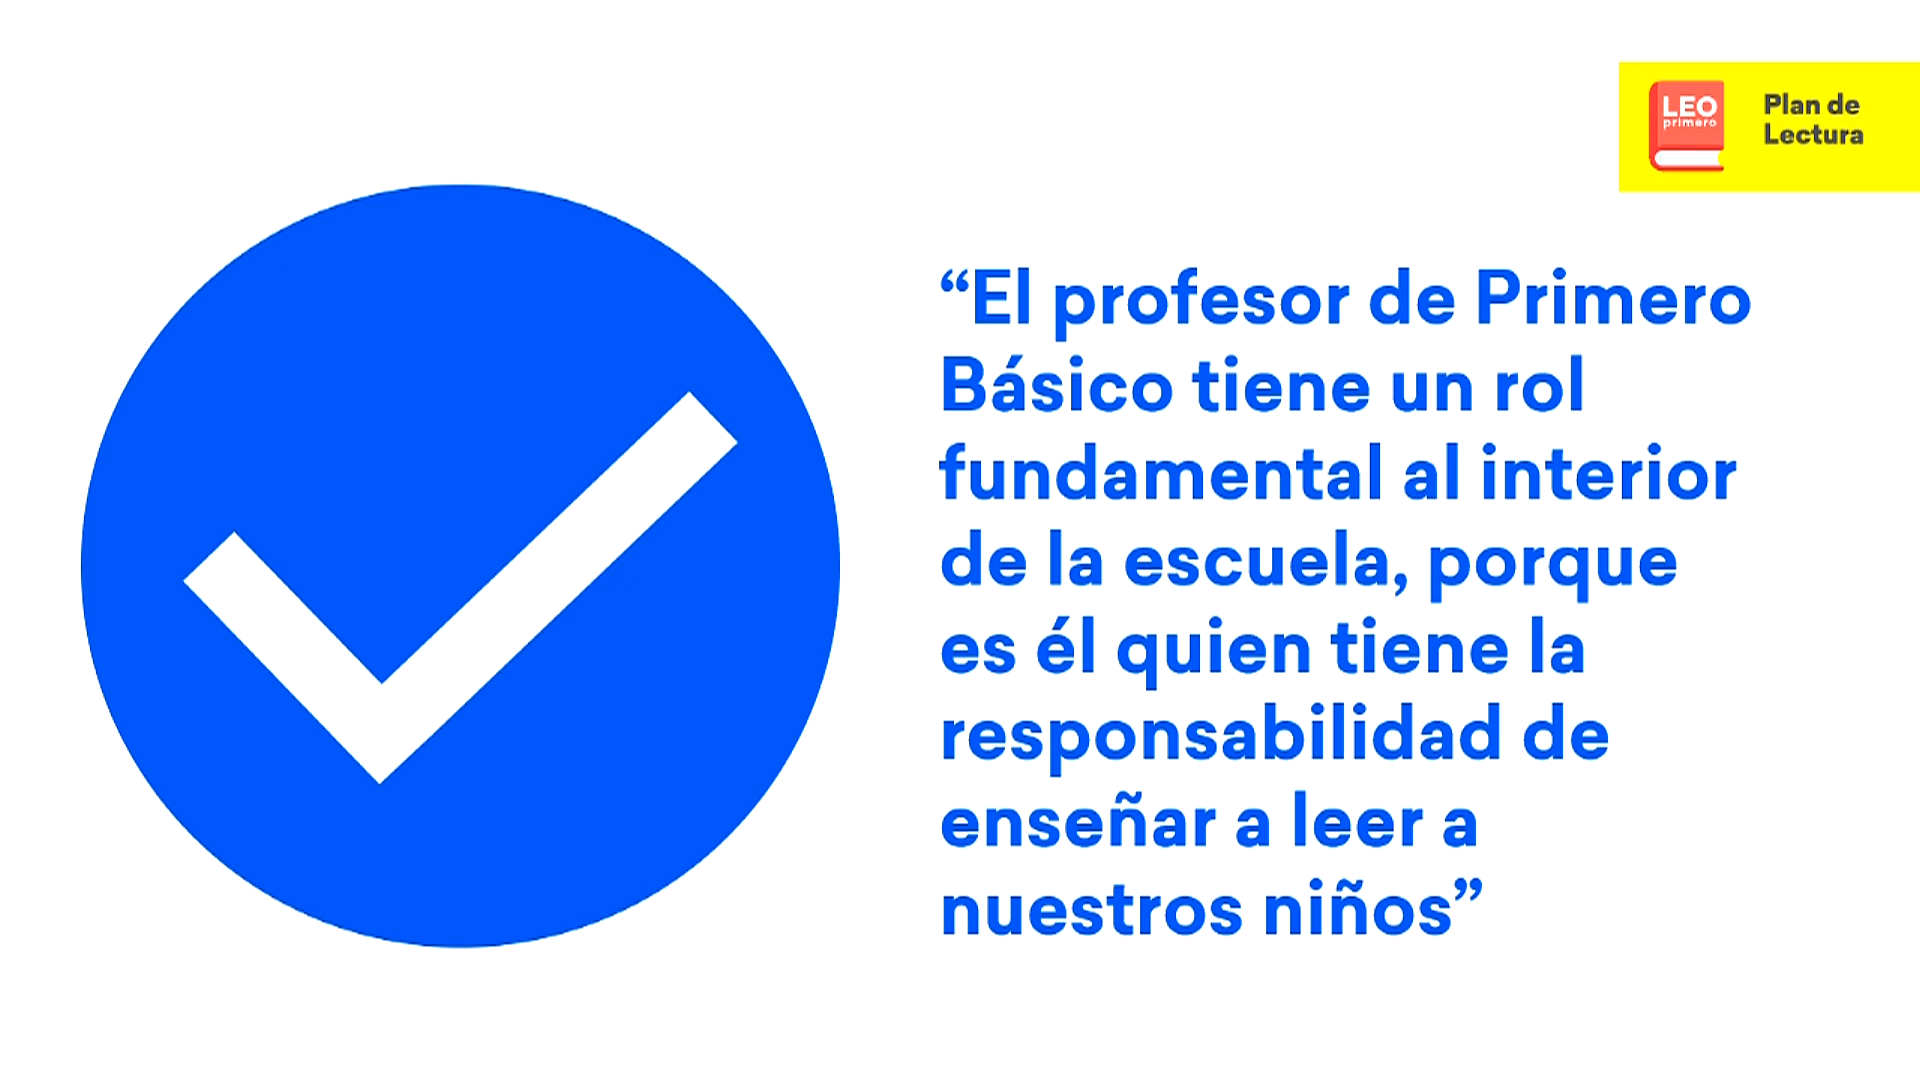 LEO
primero
Plan de
Lectura
“El profesor de Primero
Básico tiene un rol
fundamental al interior
de la escuela, porque
es él quien tiene la
responsabilidad de
enseñar a leer a
nuestros niños”